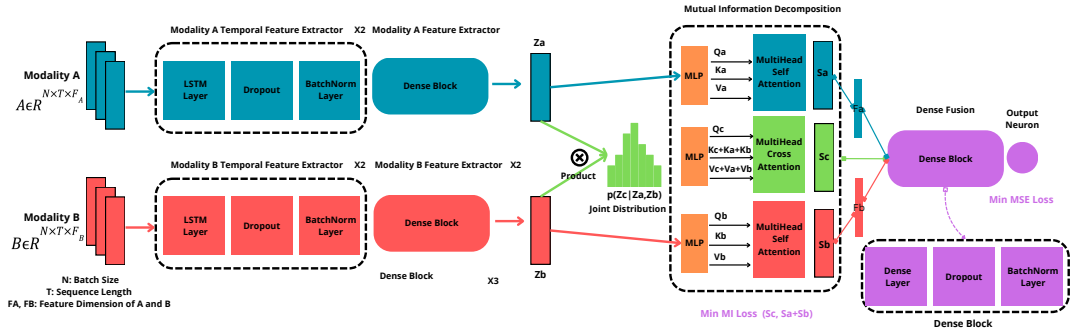 Mutual Information Decomposition
Modality A Temporal Feature Extractor X2 Modality A Feature Extractor
Za
Modality A
AϵR^{N×T×F_A}
LSTM
Layer
Dropout
BatchNorm
Layer
Dense Block
MLP
Qa
Ka
Va
MultiHead
Self
Attention
Sa
Fa
Dense Fusion
Output
Neuron
Dense Block
Min MSE Loss
Product
p(Zc|Za,Zb)
Joint Distribution
MLP
Qc
Kc+Ka+Kb
Vc+Va+Vb
MultiHead
Cross
Attention
Sc
Modality B Temporal Feature Extractor X2 Modality B Feature Extractor X2
Modality B
BϵR^{N×T×F_B}
LSTM
Layer
Dropout
BatchNorm
Layer
Dense Block
Zb
MLP
Qb
Kb
Vb
MultiHead
Self
Attention
Sb
Fb
Dense Block X3
N: Batch Size
T: Sequence Length
FA, FB: Feature Dimension of A and B
Min MI Loss (Sc, Sa+Sb)
Dense
Layer
Dropout
BatchNorm
Layer
Dense Block